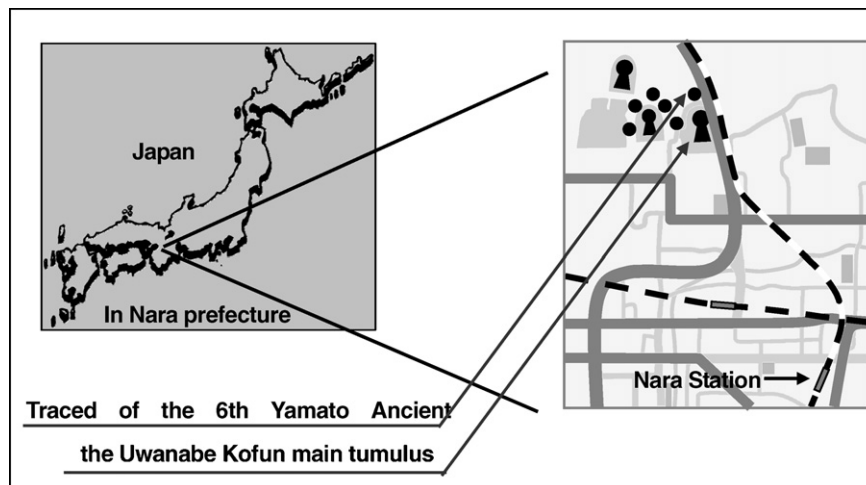 Japan
In Nara prefecture
Nara Station
Traced of the 6th Yamato Ancient
the Uwanabe Kofun main tumulus